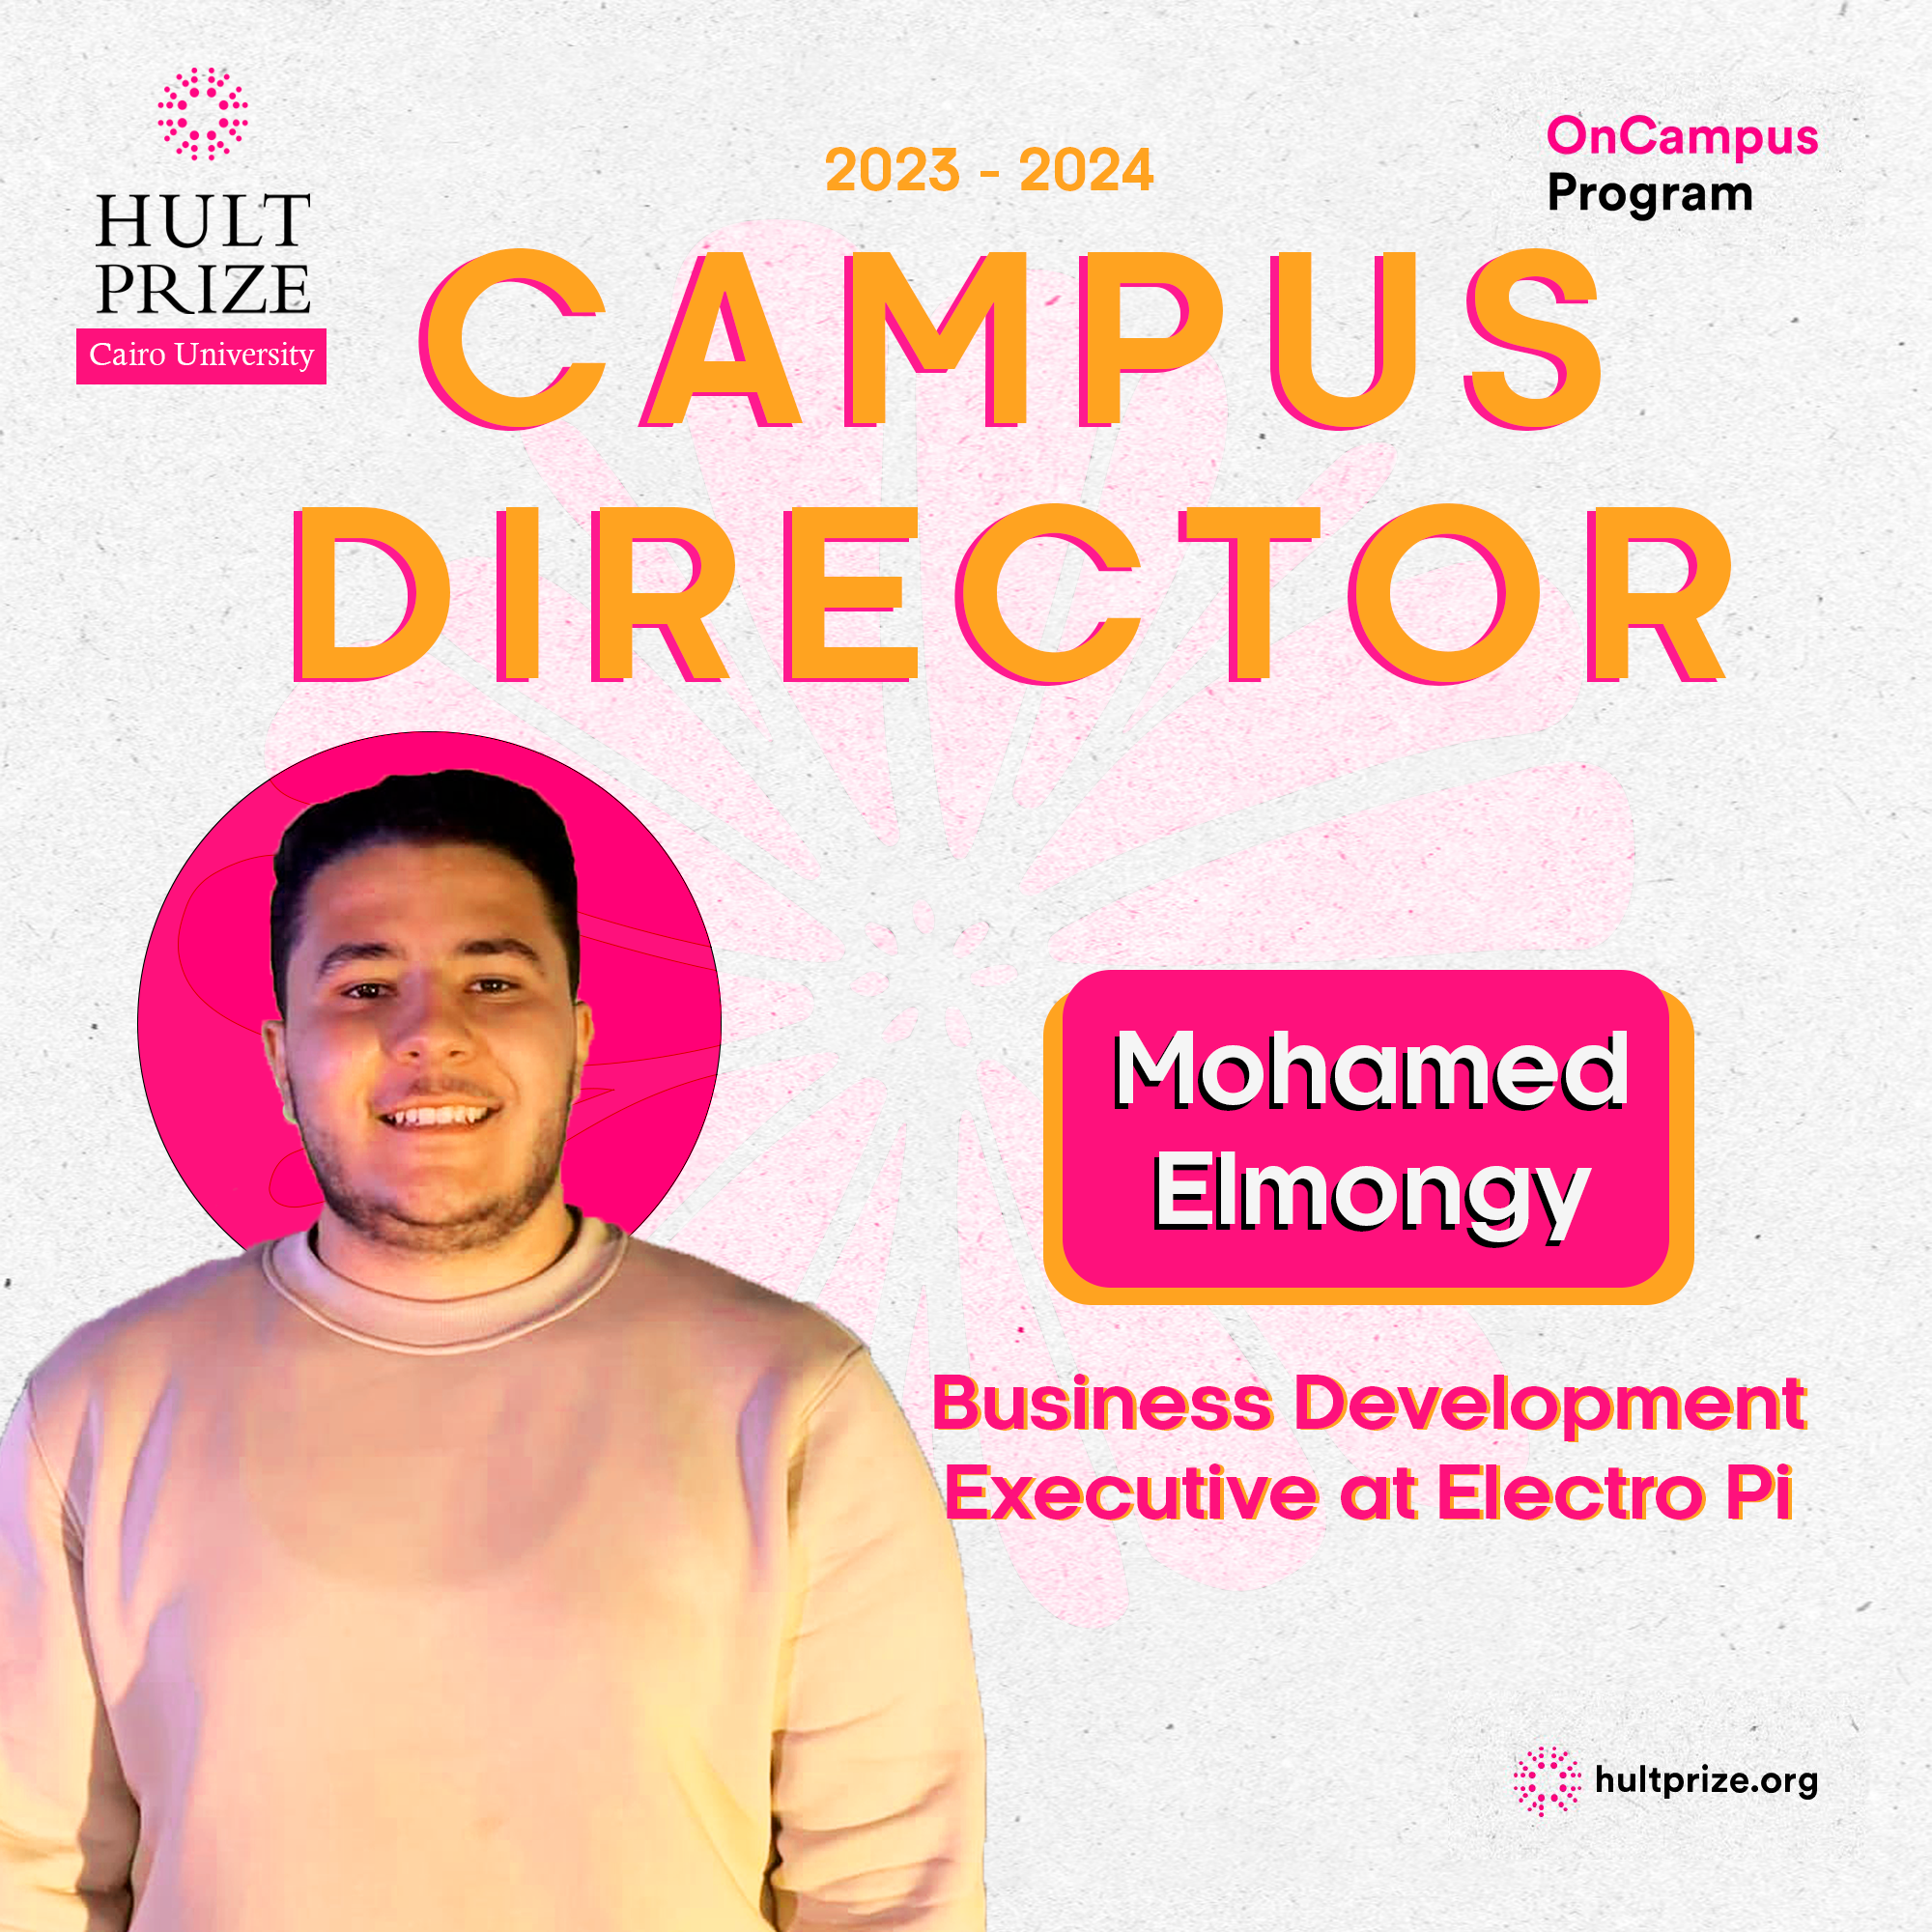 HULT
PRIZE
Cairo University
2023 - 2024
OnCampus
Program
CAMPUS
DIRECTOR
Mohamed
Elmongy
Business Development
Executive at Electro Pi
hultprize.org